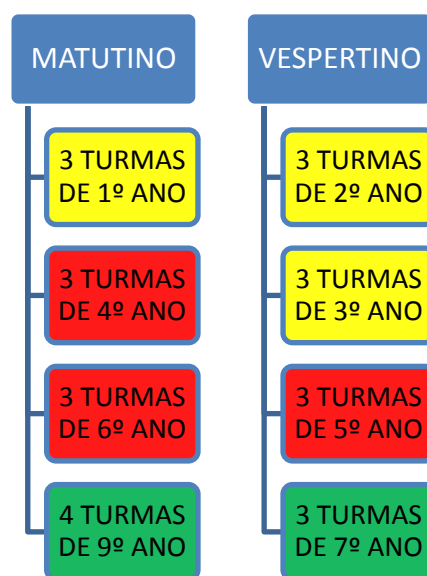 MATUTINO
3 TURMAS
DE 1º ANO
3 TURMAS
DE 4º ANO
3 TURMAS
DE 6º ANO
4 TURMAS
DE 9º ANO
VESPERTINO
3 TURMAS
DE 2º ANO
3 TURMAS
DE 3º ANO
3 TURMAS
DE 5º ANO
3 TURMAS
DE 7º ANO